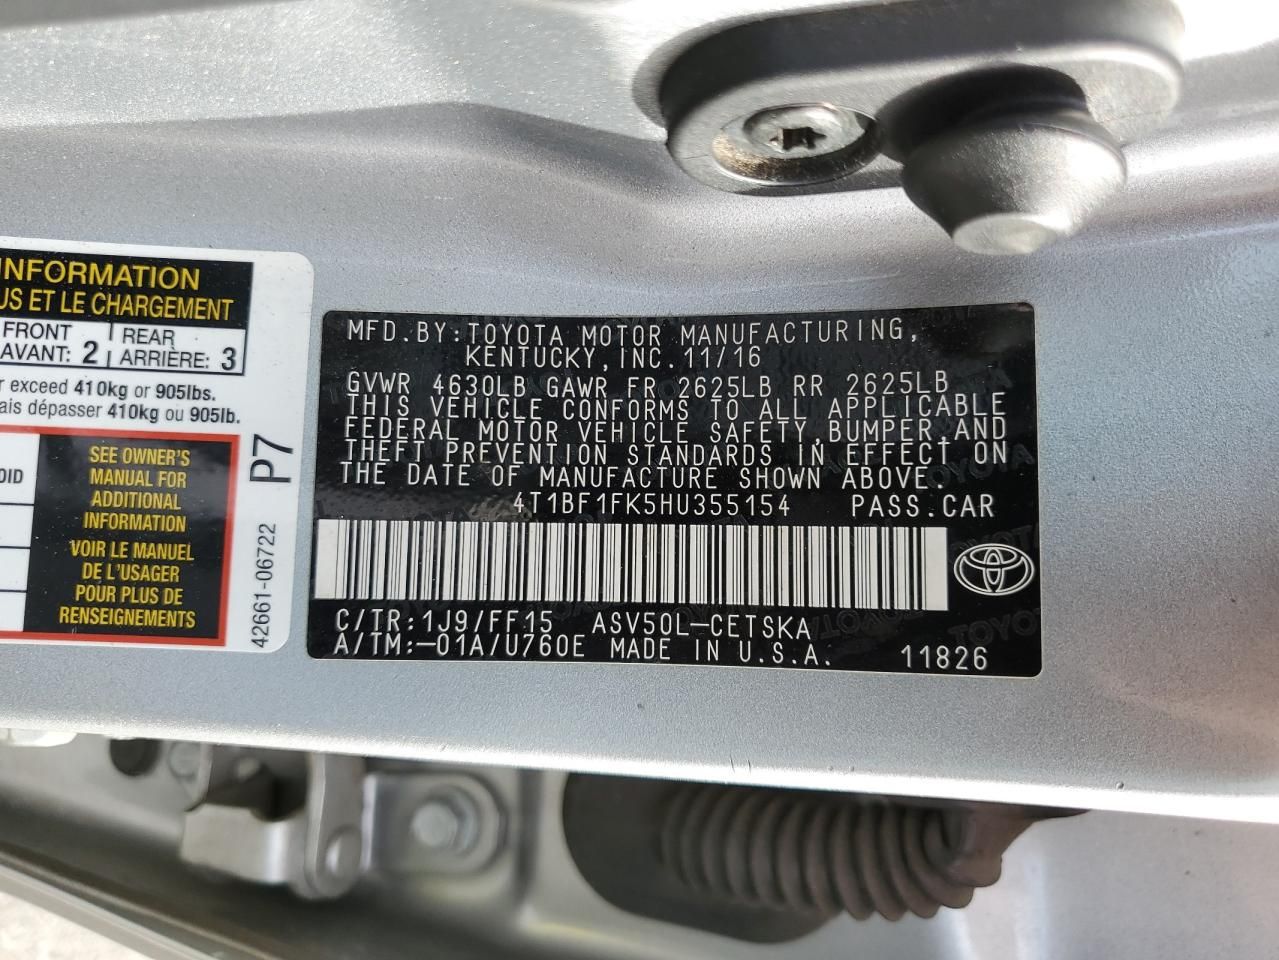 INFORMATION
US ET LE CHARGEMENT
FRONT
AVANT: 2
REAR
ARRIÈRE: 3
r exceed 410kg or 905lbs.
ais dépasser 410kg ou 905lb.
OID
SEE OWNER'S
MANUAL FOR
ADDITIONAL
INFORMATION
VOIR LE MANUEL
DE L'USAGER
POUR PLUS DE
RENSEIGNEMENTS
P7
42661-06722
MFD.BY:TOYOTA MOTOR MANUFACTURING,
KENTUCKY,INC.11/16
GVWR 4630LB GAWR FR 2625LB RR 2625LB
THIS VEHICLE CONFORMS TO ALL APPLICABLE
FEDERAL MOTOR VEHICLE SAFETY,BUMPER,AND
THEFT PREVENTION STANDARDS IN EFFECT ON
THE DATE OF MANUFACTURE SHOWN ABOVE.
4T1BF1FK5HU355154 PASS.CAR
C/TR:1J9/FF15 ASV50L-CETSKA
A/TM:-01A/U760E MADE IN U.S.A. 11826